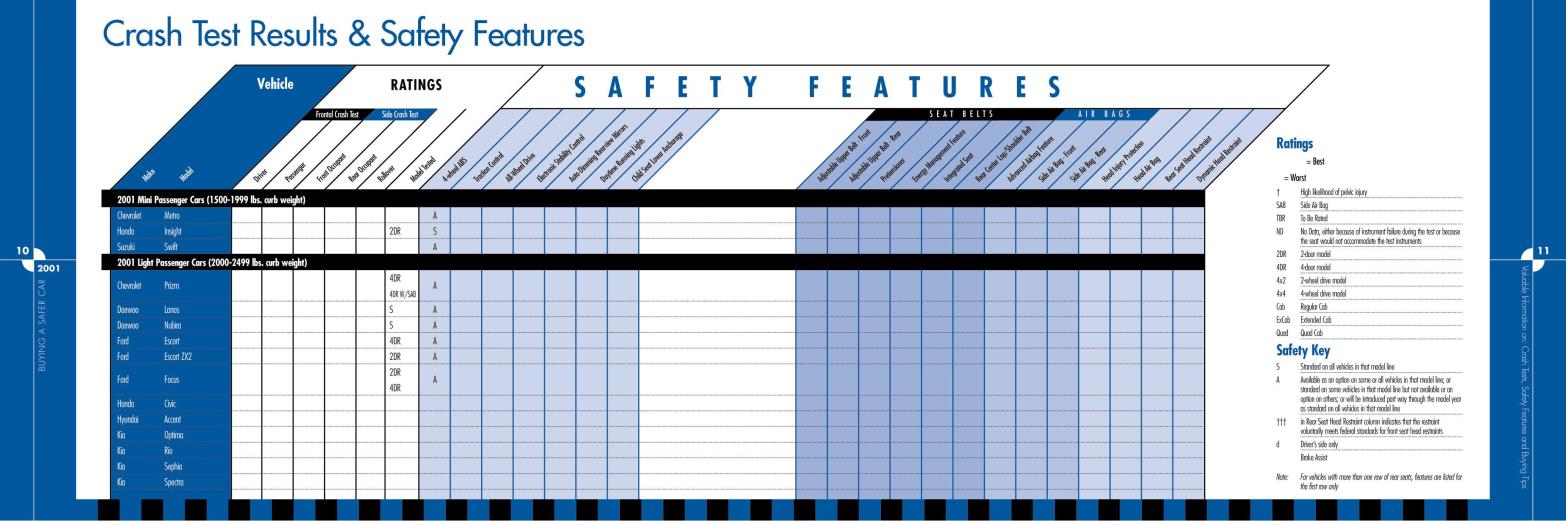 Crash Test Results & Safety Features
Vehicle
RATINGS
SAFETY FEATURES
Frontal Crash Test
Side Crash Test
SEAT BELTS
AIR BAGS
Make
Model
Driver
Passenger
Front Occupant
Rear Occupant
Rollover
Model Tested
4-wheel ABS
Traction Control
All Wheel Drive
Electronic Stability Control
Auto-Dimming Rearview Mirrors
Daytime Running Lights
Child Seat Lower Anchorage
Adjustable Upper Belt - Front
Adjustable Upper Belt - Rear
Pretensioner
Energy Management Feature
Integrated Seat
Rear Center Lap/Shoulder Belt
Advanced Airbag Feature
Side Air Bag - Front
Side Air Bag - Rear
Head Injury Protection
Head Air Bag
Rear Seat Head Restraint
Dynamic Head Restraint
2001 Mini Passenger Cars (1500-1999 lbs. curb weight)
Chevrolet Metro A
Honda Insight 2DR S
Suzuki Swift A
2001 Light Passenger Cars (2000-2499 lbs. curb weight)
4DR
Chevrolet Prizm A
4DR W/SAB
Daewoo Lanos S A
Daewoo Nubira S A
Ford Escort 4DR A
Ford Escort ZX2 2DR A
2DR
Ford Focus A
4DR
Honda Civic
Hyundai Accent
Kia Optima
Kia Rio
Kia Sephia
Kia Spectra
Ratings
= Best
= Worst
† High likelihood of pelvic injury
SAB Side Air Bag
TBR To Be Rated
ND No Data, either because of instrument failure during the test or because
the seat would not accommodate the test instruments
2DR 2-door model
4DR 4-door model
4x2 2-wheel drive model
4x4 4-wheel drive model
Cab Regular Cab
ExCab Extended Cab
Quad Quad Cab
Safety Key
S Standard on all vehicles in that model line
A Available as an option on some or all vehicles in that model line; or
standard on some vehicles in that model line but not available or an
option on others; or will be introduced part way through the model year
as standard on all vehicles in that model line
††† in Rear Seat Head Restraint column indicates that the restraint
voluntarily meets federal standards for front seat head restraints
d Driver's side only
Brake Assist
Note: For vehicles with more than one row of rear seats, features are listed for
the first row only
10
2001
BUYING A SAFER CAR
11
Valuable Information on: Crash Tests, Safety Features and Buying Tips